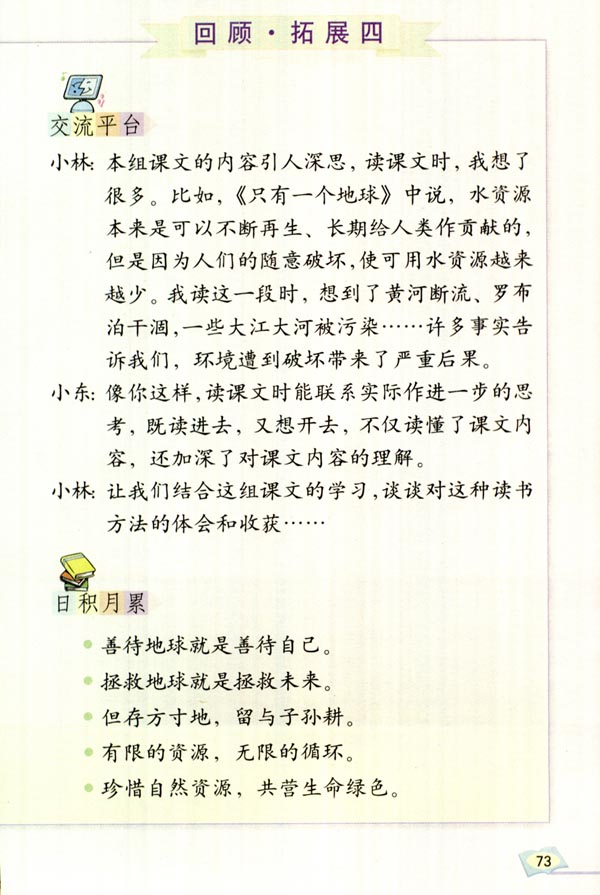 回顾·拓展四
交流平台
小林：本组课文的内容引人深思，读课文时，我想了
很多。比如，《只有一个地球》中说，水资源
本来是可以不断再生、长期给人类作贡献的，
但是因为人们的随意破坏，使可用水资源越来
越少。我读这一段时，想到了黄河断流、罗布
泊干涸，一些大江大河被污染……许多事实告
诉我们，环境遭到破坏带来了严重后果。
小东：像你这样，读课文时能联系实际作进一步的思
考，既读进去，又想开去，不仅读懂了课文内
容，还加深了对课文内容的理解。
小林：让我们结合这组课文的学习，谈谈对这种读书
方法的体会和收获……
日积月累
●善待地球就是善待自己。
●拯救地球就是拯救未来。
●但存方寸地，留与子孙耕。
●有限的资源，无限的循环。
●珍惜自然资源，共营生命绿色。
73